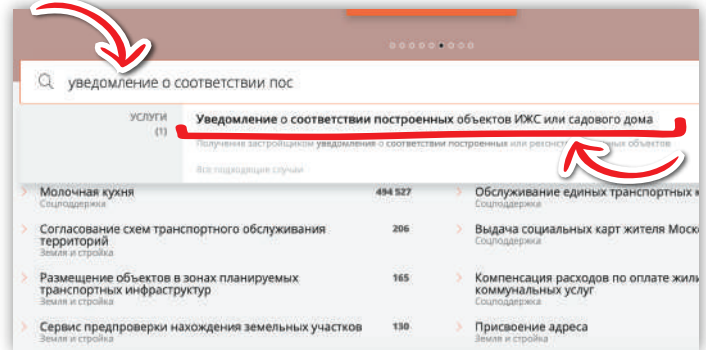 уведомление о соответствии пос
УСЛУГИ
(1)
Уведомление о соответствии построенных объектов ИЖС или садового дома
Получение застройщиком уведомления о соответствии построенных или объектов
Все подходящие случаи
Молочная кухня
494 527
Соцподдержка
Обслуживание единых транспортных
Соцподдержка
Согласование схем транспортного обслуживания
территорий
206
Земля и стройка
Выдача социальных карт жителя Моск
Соцподдержка
Размещение объектов в зонах планируемых
транспортных инфраструктур
165
Земля и стройка
Компенсация расходов по оплате жили
коммунальных услуг
Соцподдержка
Сервис предпроверки нахождения земельных участков
130
Земля и стройка
Присвоение адреса
Земля и стройка